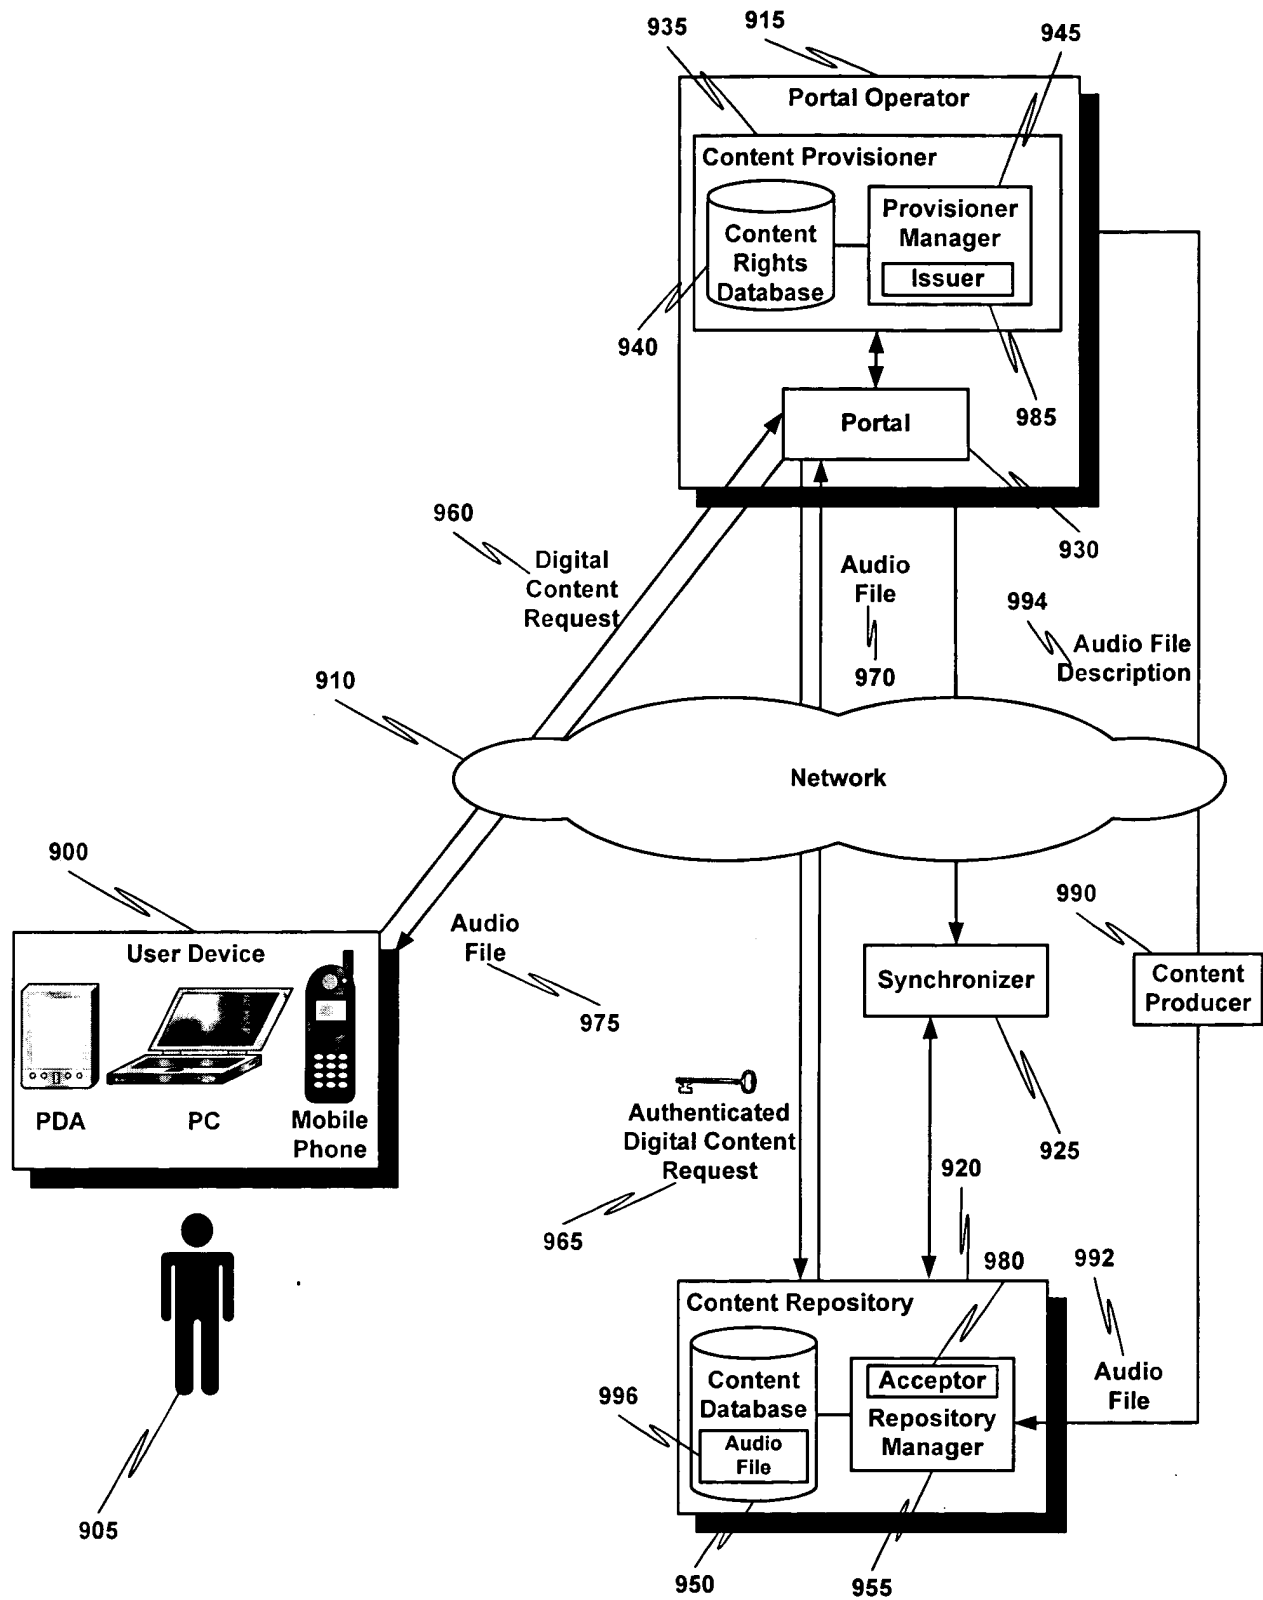 915
935
945
Portal Operator
Content Provisioner
Content
Rights
Database
Provisioner
Manager
Issuer
940
985
Portal
930
960
Digital
Content
Request
Audio
File
970
994
Audio File
Description
910
Network
900
User Device
PDA
PC
Mobile
Phone
Audio
File
975
990
Content
Producer
Synchronizer
925
Authenticated
Digital Content
Request
965
920
980
992
Audio
File
Content Repository
Content
Database
Audio
File
996
Acceptor
Repository
Manager
905
950
955